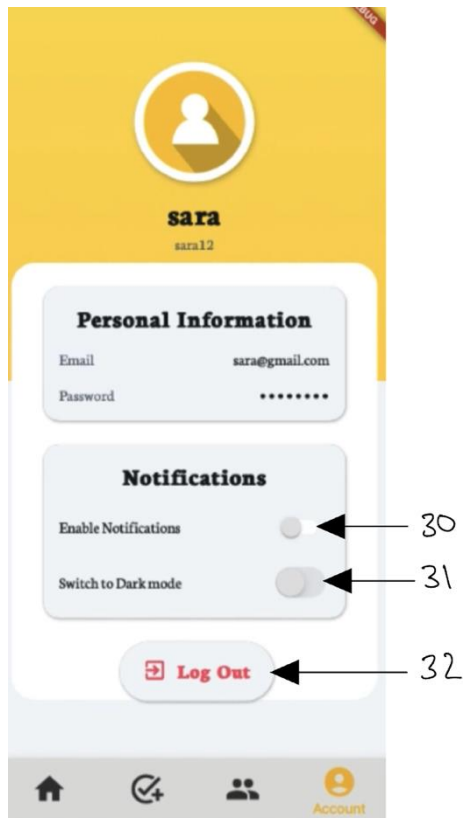 sara
sara12
Personal Information
Email sara@gmail.com
Password ••••••••
Notifications
Enable Notifications 30
Switch to Dark mode 31
Log Out 32
Account